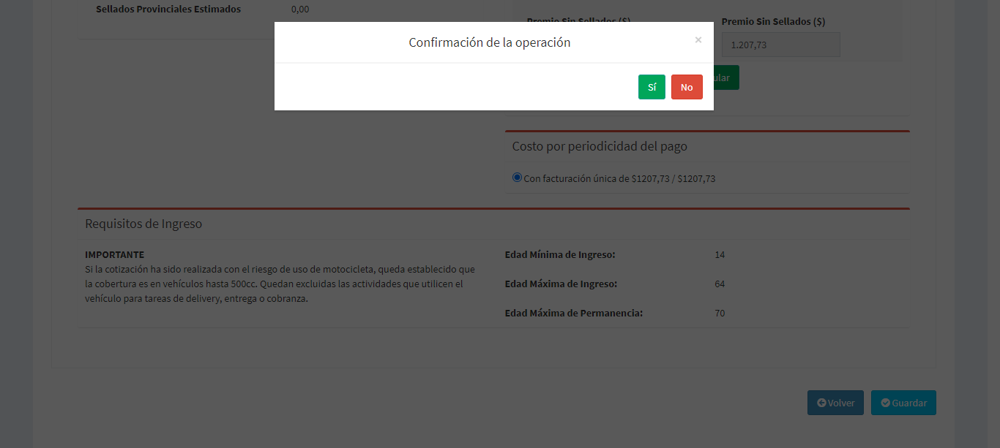 Sellados Provinciales Estimados 0,00
Premio Sin Sellados ($)
Premio Sin Sellados ($)
1.207,73
Confirmación de la operación ×
Sí No
ular
Costo por periodicidad del pago
Con facturación única de $1207,73 / $1207,73
Requisitos de Ingreso
IMPORTANTE
Si la cotización ha sido realizada con el riesgo de uso de motocicleta, queda establecido que
la cobertura es en vehículos hasta 500cc. Quedan excluidas las actividades que utilicen el
vehículo para tareas de delivery, entrega o cobranza.
Edad Mínima de Ingreso: 14
Edad Máxima de Ingreso: 64
Edad Máxima de Permanencia: 70
Volver Guardar